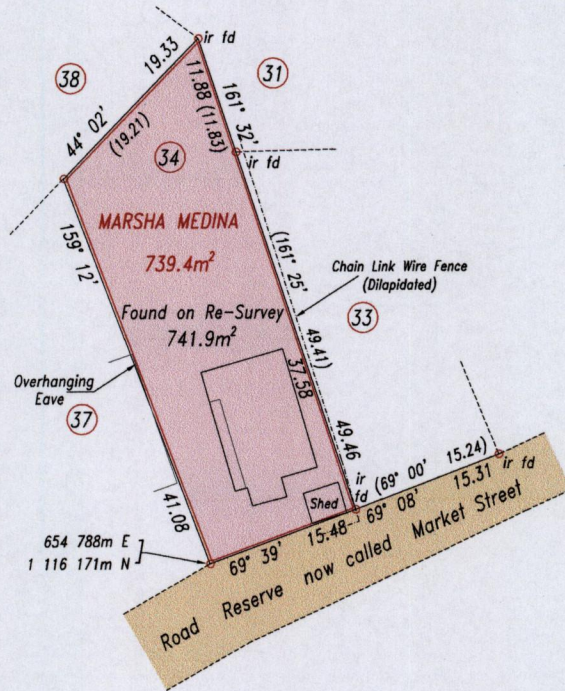 38
19.33
ir fd
31
44° 02'
(19.21)
11.88 (11.83)
161° 32'
34
ir fd
MARSHA MEDINA
159° 12'
739.4m²
(161° 25' 49.41)
Chain Link Wire Fence
(Dilapidated)
Found on Re-Survey
741.9m²
33
37.58
Overhanging
Eave
37
49.46
41.08
ir
fd
(69° 00' 15.24)
ir fd
Shed
69° 08' 15.31
654 788m E
1 116 171m N
69° 39' 15.48
Road Reserve now called Market Street